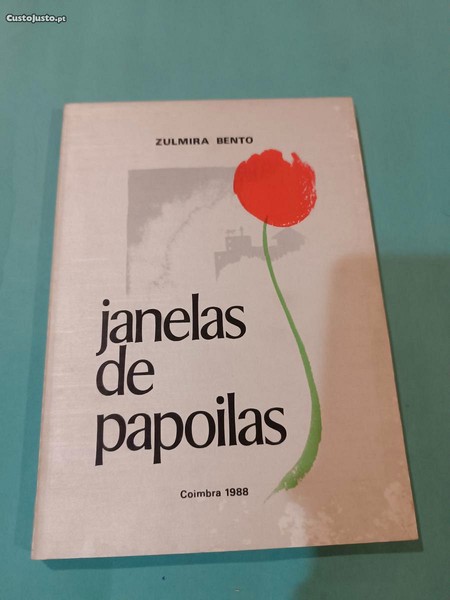 CustoJusto.pt
ZULMIRA BENTO
janelas
de
papoilas
Coimbra 1988